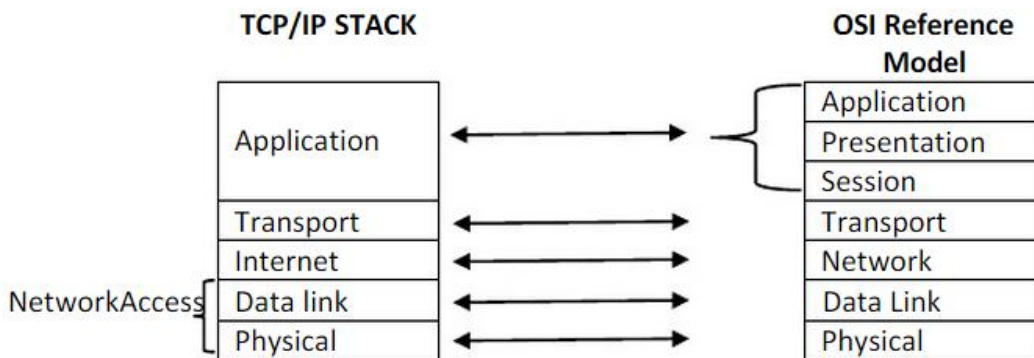 TCP/IP STACK
OSI Reference
Model
Application
Transport
Internet
NetworkAccess
Data link
Physical
Application
Presentation
Session
Transport
Network
Data Link
Physical